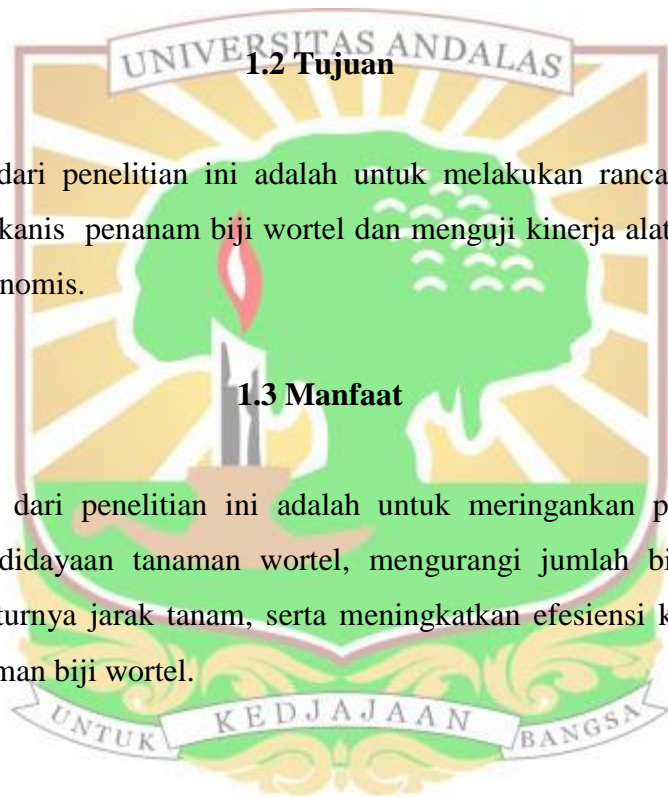 UNIVERSITAS ANDALAS
1.2 Tujuan
dari penelitian ini adalah untuk melakukan ranca
kanis penanam biji wortel dan menguji kinerja alat
nomis.
1.3 Manfaat
dari penelitian ini adalah untuk meringankan p
didayaan tanaman wortel, mengurangi jumlah bi
turnya jarak tanam, serta meningkatkan efesiensi k
man biji wortel.
UNTUK KEDJAJAAN BANGSA